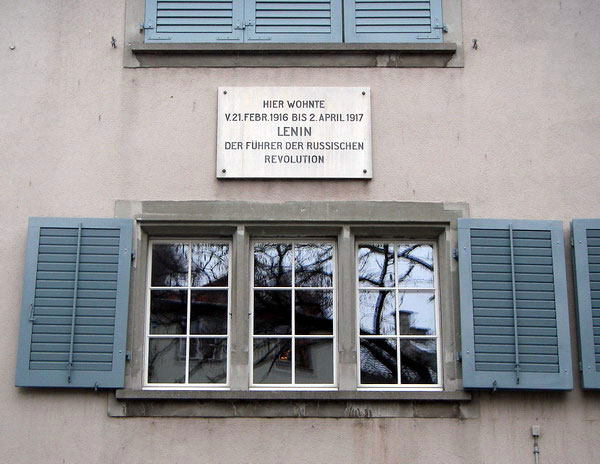 HIER WOHNTE
V. 21. FEBR. 1916 BIS 2. APRIL 1917
LENIN
DER FÜHRER DER RUSSISCHEN
REVOLUTION